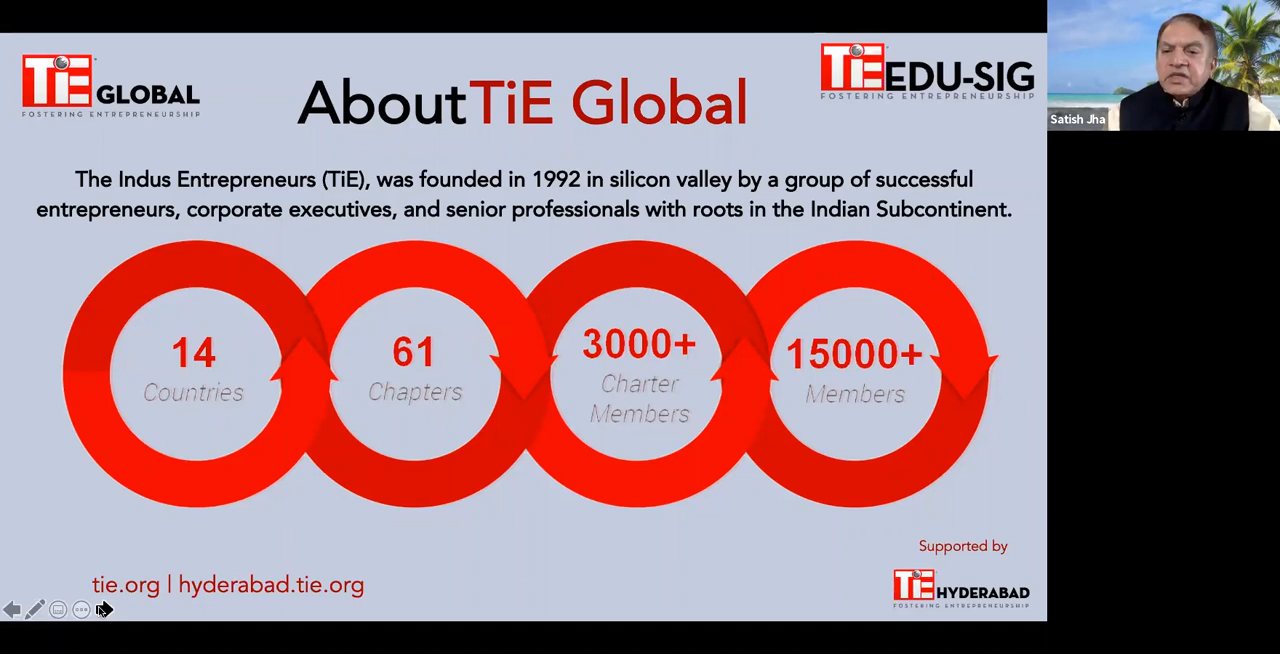 TiE GLOBAL
FOSTERING ENTREPRENEURSHIP
About TiE Global
TiE EDU-SIG
FOSTERING ENTREPRENEURSHIP
Satish Jha
The Indus Entrepreneurs (TiE), was founded in 1992 in silicon valley by a group of successful
entrepreneurs, corporate executives, and senior professionals with roots in the Indian Subcontinent.
14
Countries
61
Chapters
3000+
Charter
Members
15000+
Members
Supported by
tie.org | hyderabad.tie.org
TiE HYDERABAD
FOSTERING ENTREPRENEURSHIP